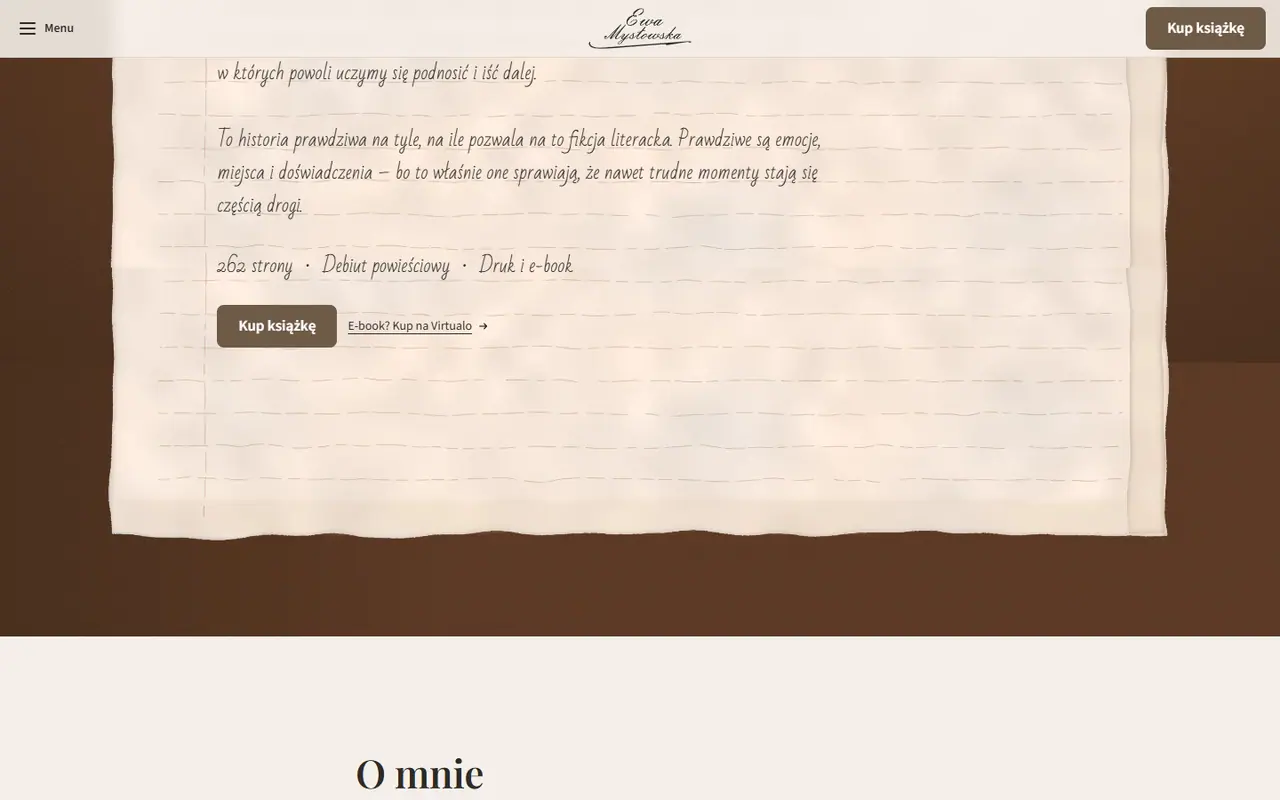 Menu
Ewa
Mysłowska
Kup książkę
w których powoli uczymy się podnosić i iść dalej.
To historia prawdziwa na tyle, na ile pozwala na to fikcja literacka. Prawdziwe są emocje,
miejsca i doświadczenia – bo to właśnie one sprawiają, że nawet trudne momenty stają się
częścią drogi.
262 strony · Debiut powieściowy · Druk i e-book
Kup książkę
E-book? Kup na Virtualo →
O mnie